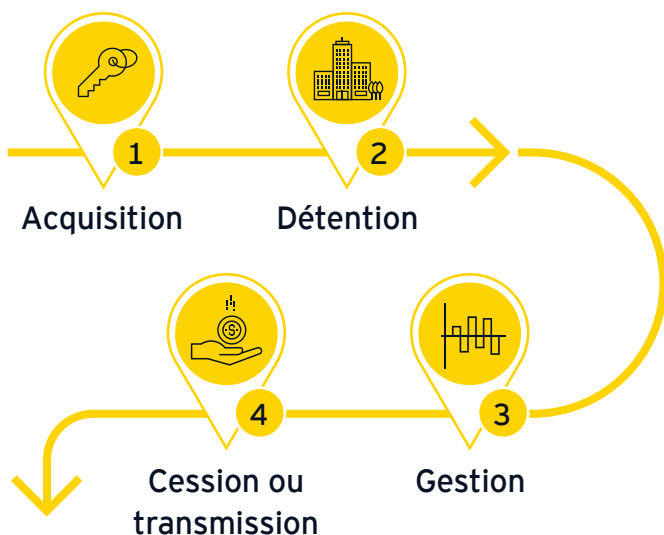 1
2
Acquisition
Détention
3
4
Gestion
Cession ou
transmission